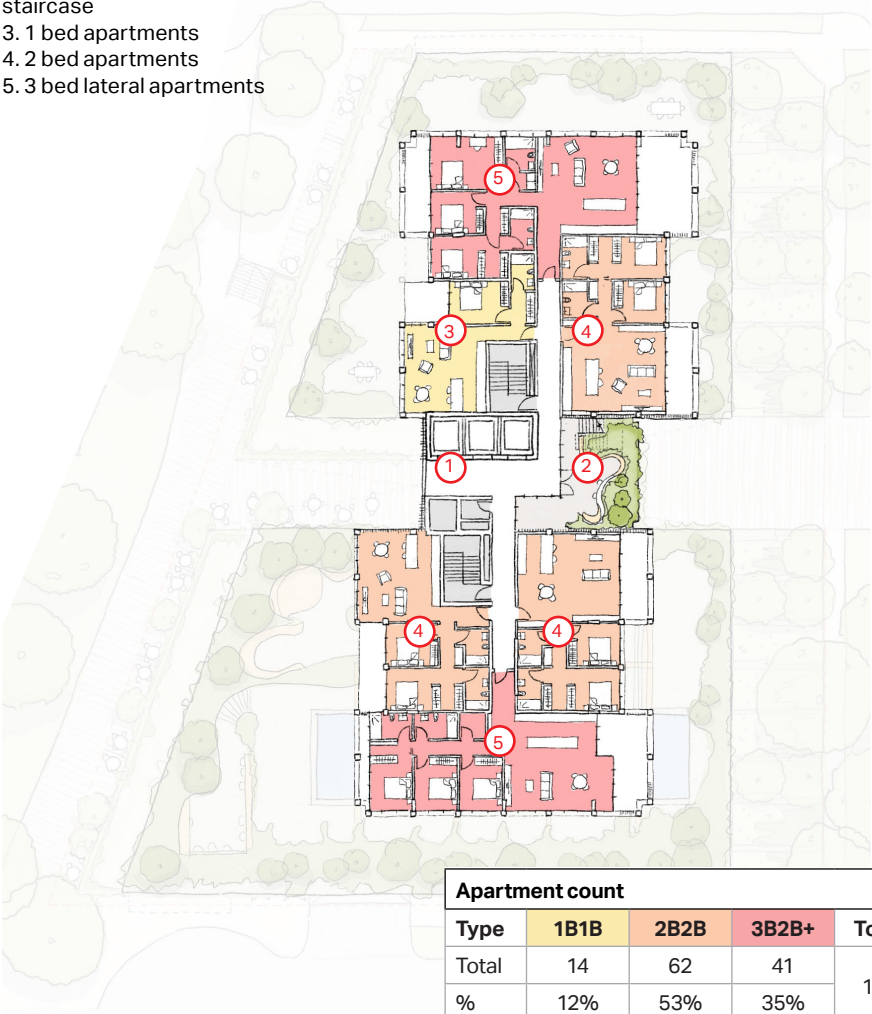 staircase
3. 1 bed apartments
4. 2 bed apartments
5. 3 bed lateral apartments
5
3
4
1
2
4
4
5
Apartment count
Type 1B1B 2B2B 3B2B+
Total 14 62 41
% 12% 53% 35%